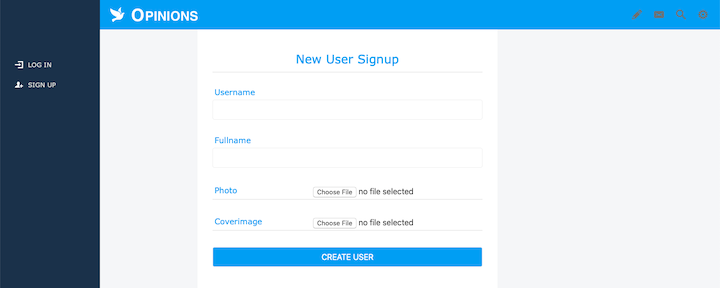 OPINIONS
LOG IN
SIGN UP
New User Signup
Username
Fullname
Photo Choose File no file selected
Coverimage Choose File no file selected
CREATE USER